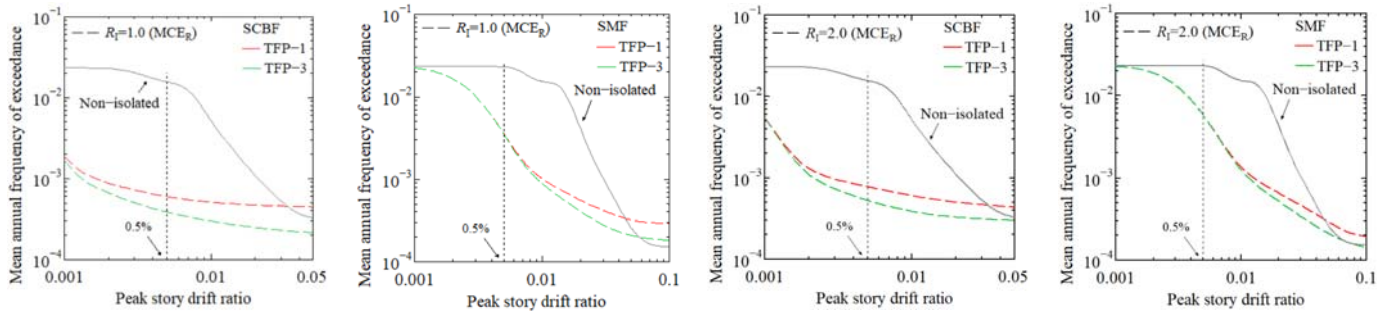 Mean annual frequency of exceedance
10⁻¹
10⁻²
10⁻³
10⁻⁴
R_I=1.0 (MCE_R)
SCBF
TFP−1
TFP−3
Non−isolated
0.5%
0.001
0.01
0.05
Peak story drift ratio
Mean annual frequency of exceedance
10⁻¹
10⁻²
10⁻³
10⁻⁴
R_I=1.0 (MCE_R)
SMF
TFP−1
TFP−3
Non−isolated
0.5%
0.001
0.01
0.1
Peak story drift ratio
Mean annual frequency of exceedance
10⁻¹
10⁻²
10⁻³
10⁻⁴
R_I=2.0 (MCE_R)
SCBF
TFP−1
TFP−3
Non−isolated
0.5%
0.001
0.01
0.05
Peak story drift ratio
Mean annual frequency of exceedance
10⁻¹
10⁻²
10⁻³
10⁻⁴
R_I=2.0 (MCE_R)
SMF
TFP−1
TFP−3
Non−isolated
0.5%
0.001
0.01
0.1
Peak story drift ratio